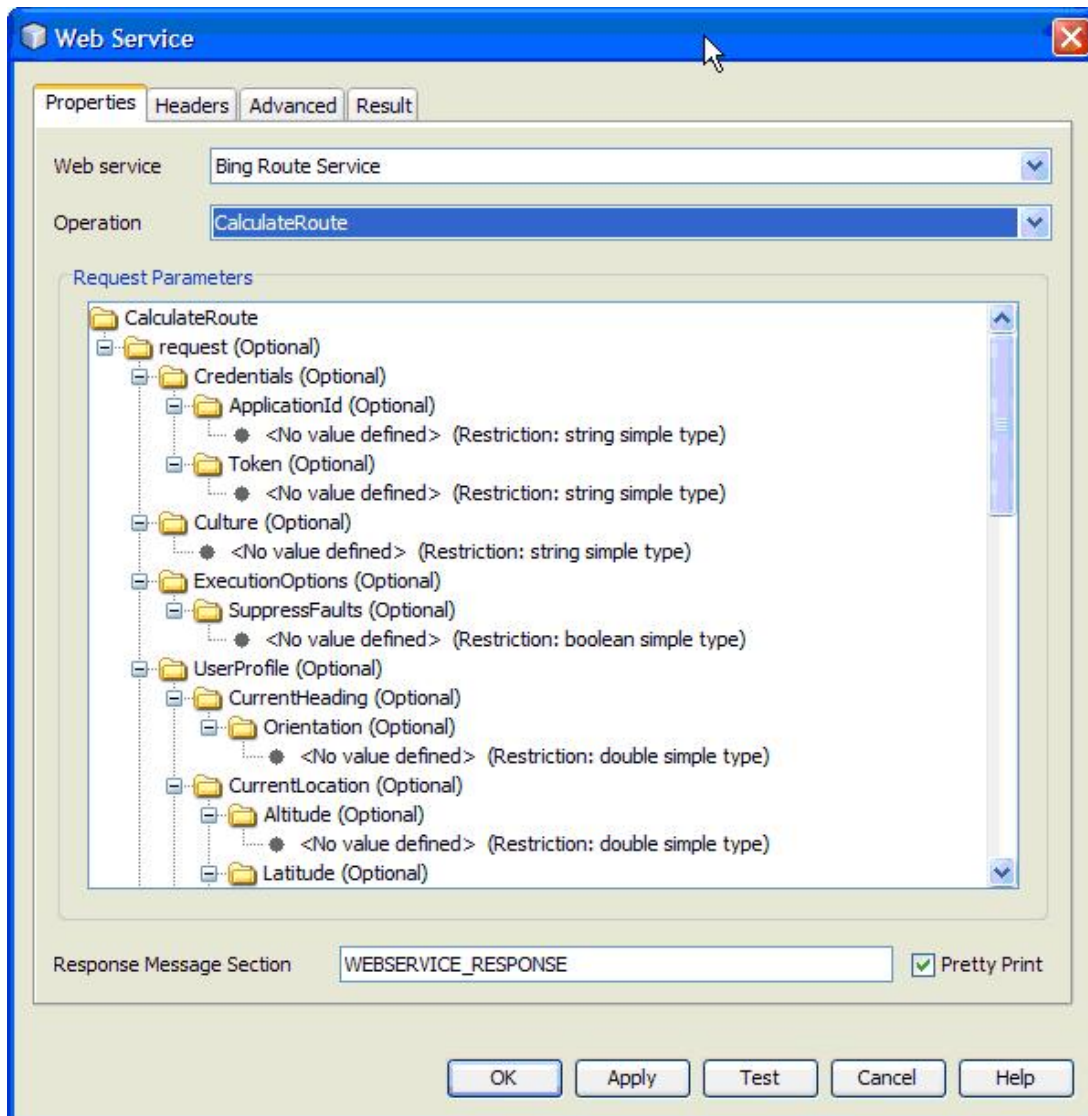 Web Service
Properties Headers Advanced Result
Web service Bing Route Service
Operation CalculateRoute
Request Parameters
CalculateRoute
request (Optional)
Credentials (Optional)
ApplicationId (Optional)
<No value defined> (Restriction: string simple type)
Token (Optional)
<No value defined> (Restriction: string simple type)
Culture (Optional)
<No value defined> (Restriction: string simple type)
ExecutionOptions (Optional)
SuppressFaults (Optional)
<No value defined> (Restriction: boolean simple type)
UserProfile (Optional)
CurrentHeading (Optional)
Orientation (Optional)
<No value defined> (Restriction: double simple type)
CurrentLocation (Optional)
Altitude (Optional)
<No value defined> (Restriction: double simple type)
Latitude (Optional)
Response Message Section WEBSERVICE_RESPONSE Pretty Print
OK Apply Test Cancel Help